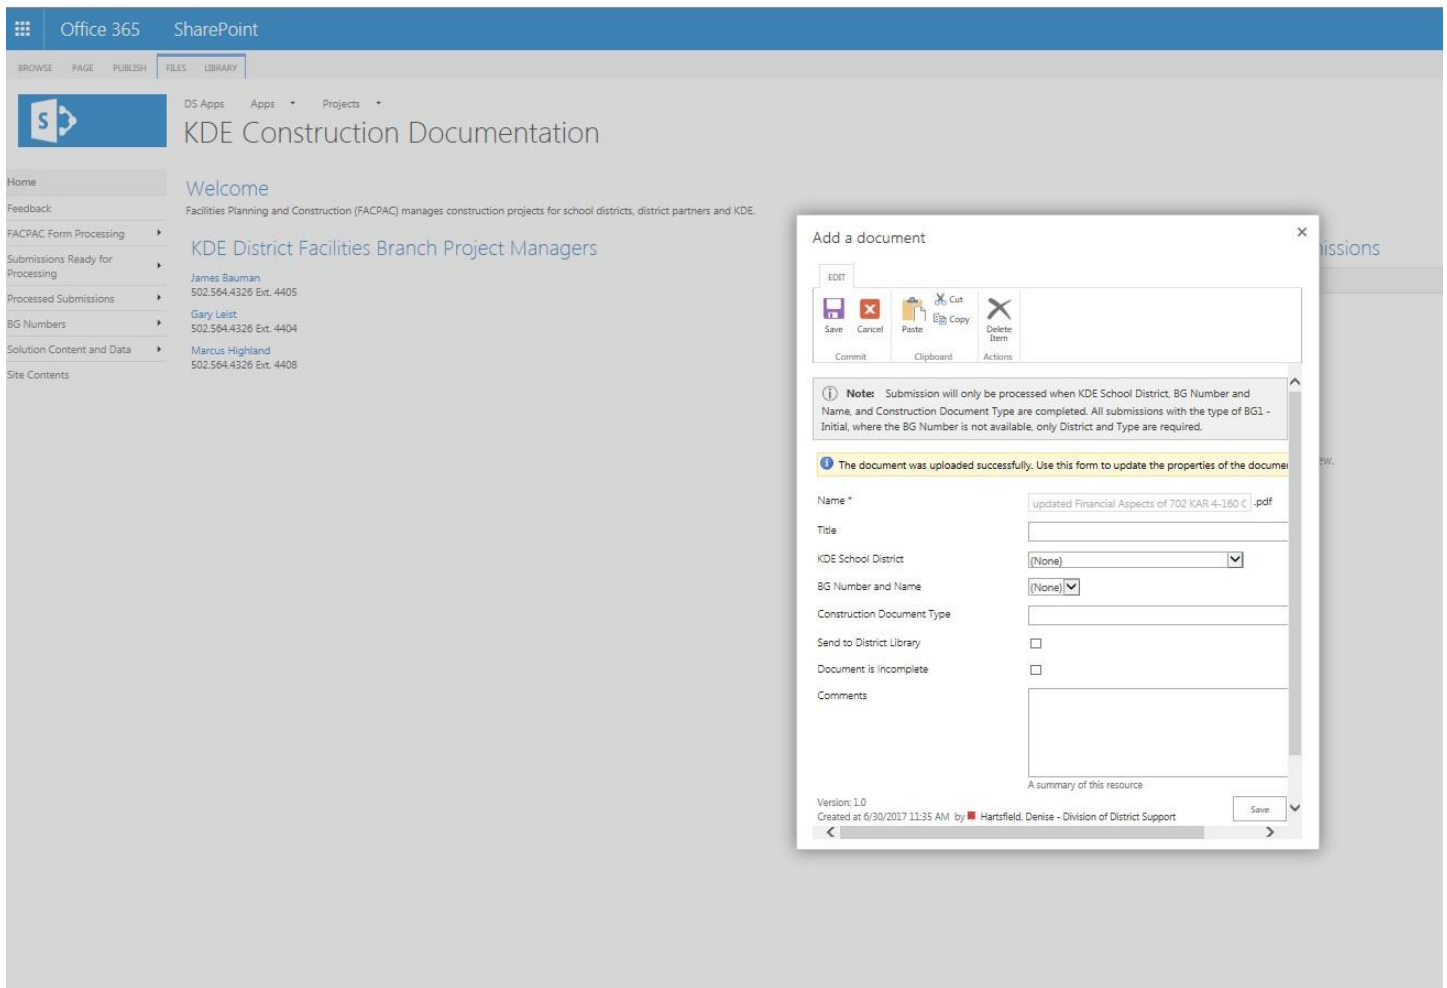 Office 365 SharePoint
BROWSE PAGE PUBLISH FILES LIBRARY
S
DS Apps Apps Projects
KDE Construction Documentation
Home
Feedback
FACPAC Form Processing
Submissions Ready for
Processing
Processed Submissions
BG Numbers
Solution Content and Data
Site Contents
Welcome
Facilities Planning and Construction (FACPAC) manages construction projects for school districts, district partners and KDE.
KDE District Facilities Branch Project Managers
James Bauman
502.564.4326 Ext. 4405
Gary Leist
502.564.4326 Ext. 4404
Marcus Highland
502.564.4326 Ext. 4408
issions
ew.
Add a document
EDIT
Save Cancel Paste Cut
Copy
Delete
Item
Commit Clipboard Actions
Note: Submission will only be processed when KDE School District, BG Number and
Name, and Construction Document Type are completed. All submissions with the type of BG1 -
Initial, where the BG Number is not available, only District and Type are required.
The document was uploaded successfully. Use this form to update the properties of the docume
Name * updated Financial Aspects of 702 KAR 4-160 C .pdf
Title
KDE School District (None)
BG Number and Name (None)
Construction Document Type
Send to District Library
Document is Incomplete
Comments
A summary of this resource
Version: 1.0
Created at 6/30/2017 11:35 AM by Hartsfield, Denise - Division of District Support
Save